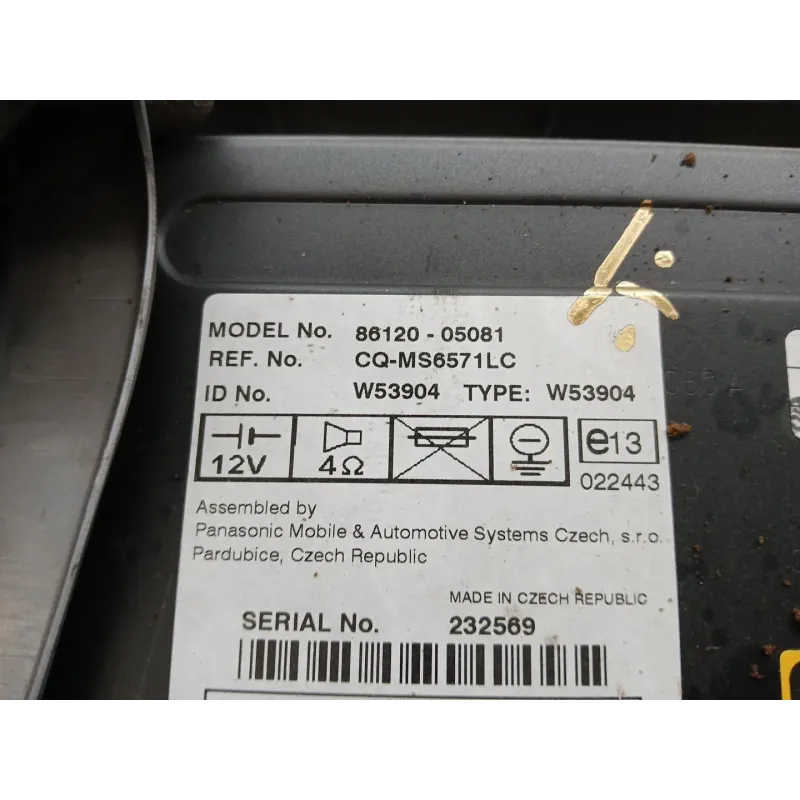 MODEL No. 86120 - 05081
REF. No. CQ-MS6571LC
ID No. W53904 TYPE: W53904
12V 4Ω e13
022443
Assembled by
Panasonic Mobile & Automotive Systems Czech, s.r.o.
Pardubice, Czech Republic
MADE IN CZECH REPUBLIC
SERIAL No. 232569